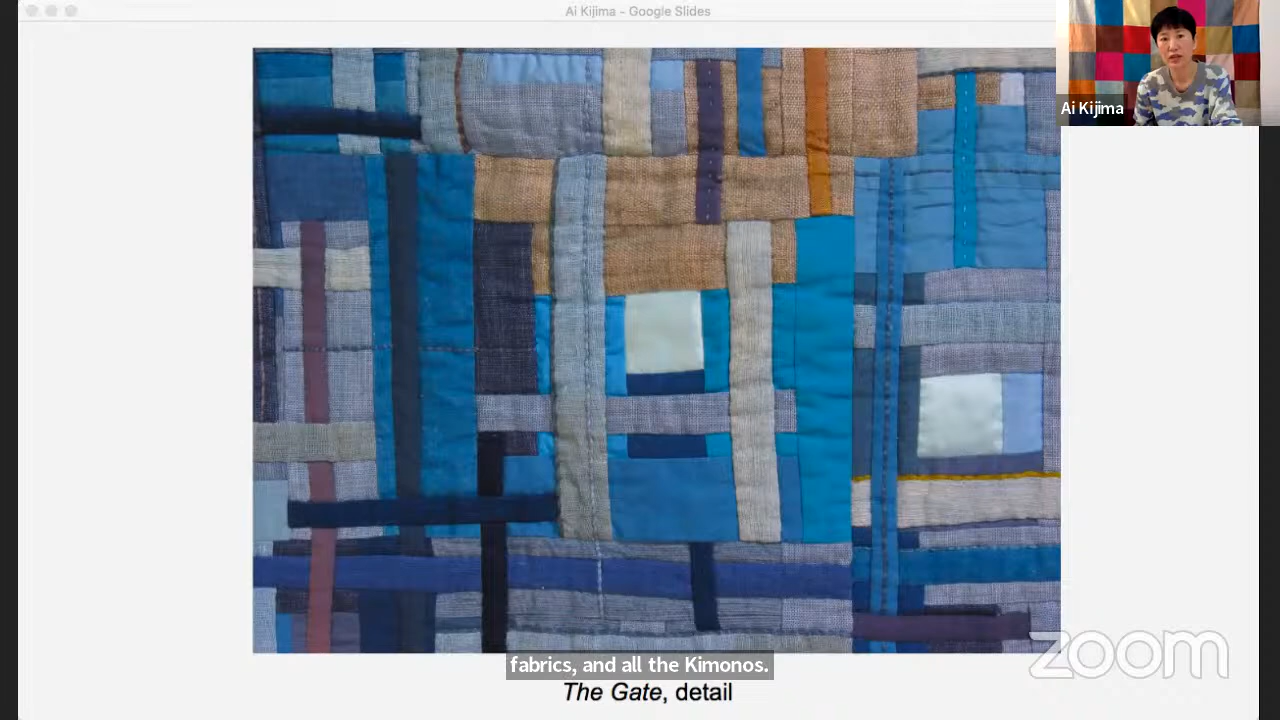 Ai Kijima - Google Slides
Ai Kijima
zoom
fabrics, and all the Kimonos.
The Gate, detail